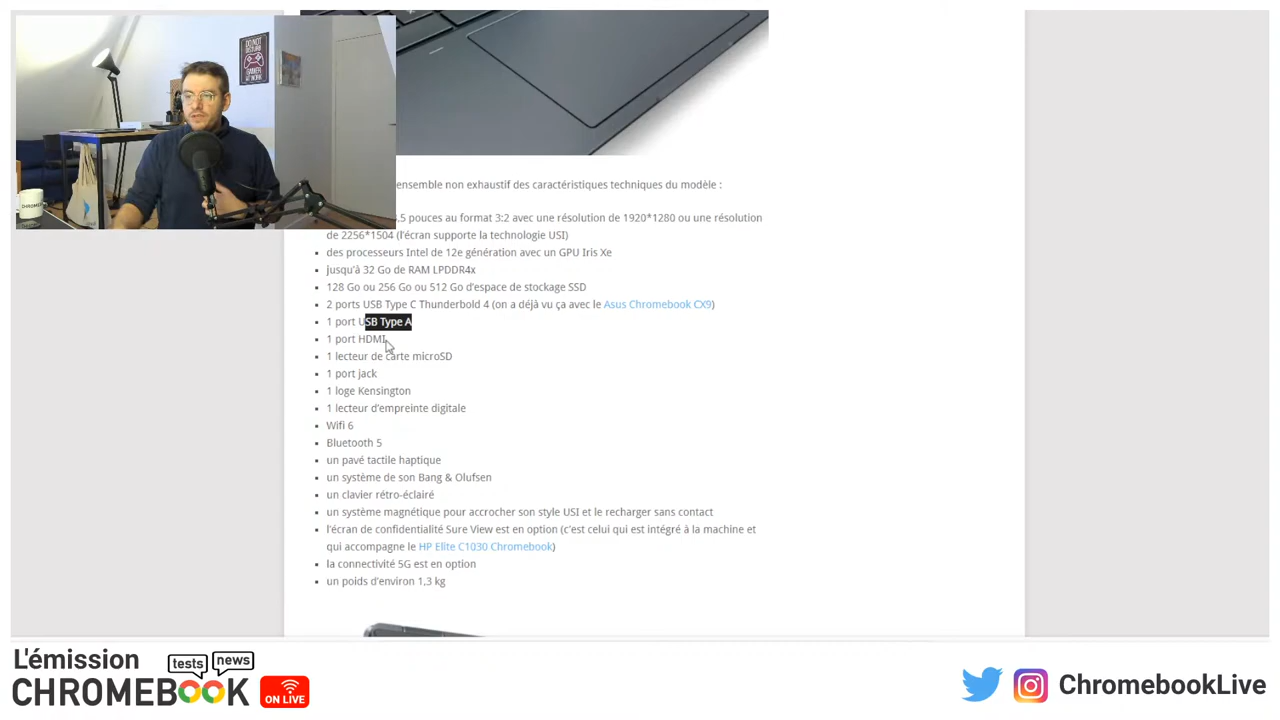 DO NOT
DISTURB
GAMER
AT WORK
CHROMEB
ensemble non exhaustif des caractéristiques techniques du modèle :
.5 pouces au format 3:2 avec une résolution de 1920*1280 ou une résolution
de 2256*1504 (l'écran supporte la technologie USI)
des processeurs Intel de 12e génération avec un GPU Iris Xe
jusqu'à 32 Go de RAM LPDDR4x
128 Go ou 256 Go ou 512 Go d'espace de stockage SSD
2 ports USB Type C Thunderbold 4 (on a déjà vu ça avec le Asus Chromebook CX9)
1 port USB Type A
1 port HDMI
1 lecteur de carte microSD
1 port jack
1 loge Kensington
1 lecteur d'empreinte digitale
Wifi 6
Bluetooth 5
un pavé tactile haptique
un système de son Bang & Olufsen
un clavier rétro-éclairé
un système magnétique pour accrocher son style USI et le recharger sans contact
l'écran de confidentialité Sure View est en option (c'est celui qui est intégré à la machine et
qui accompagne le HP Elite C1030 Chromebook)
la connectivité 5G est en option
un poids d'environ 1,3 kg
L'émission
tests news
CHROMEBOOK
ON LIVE
ChromebookLive